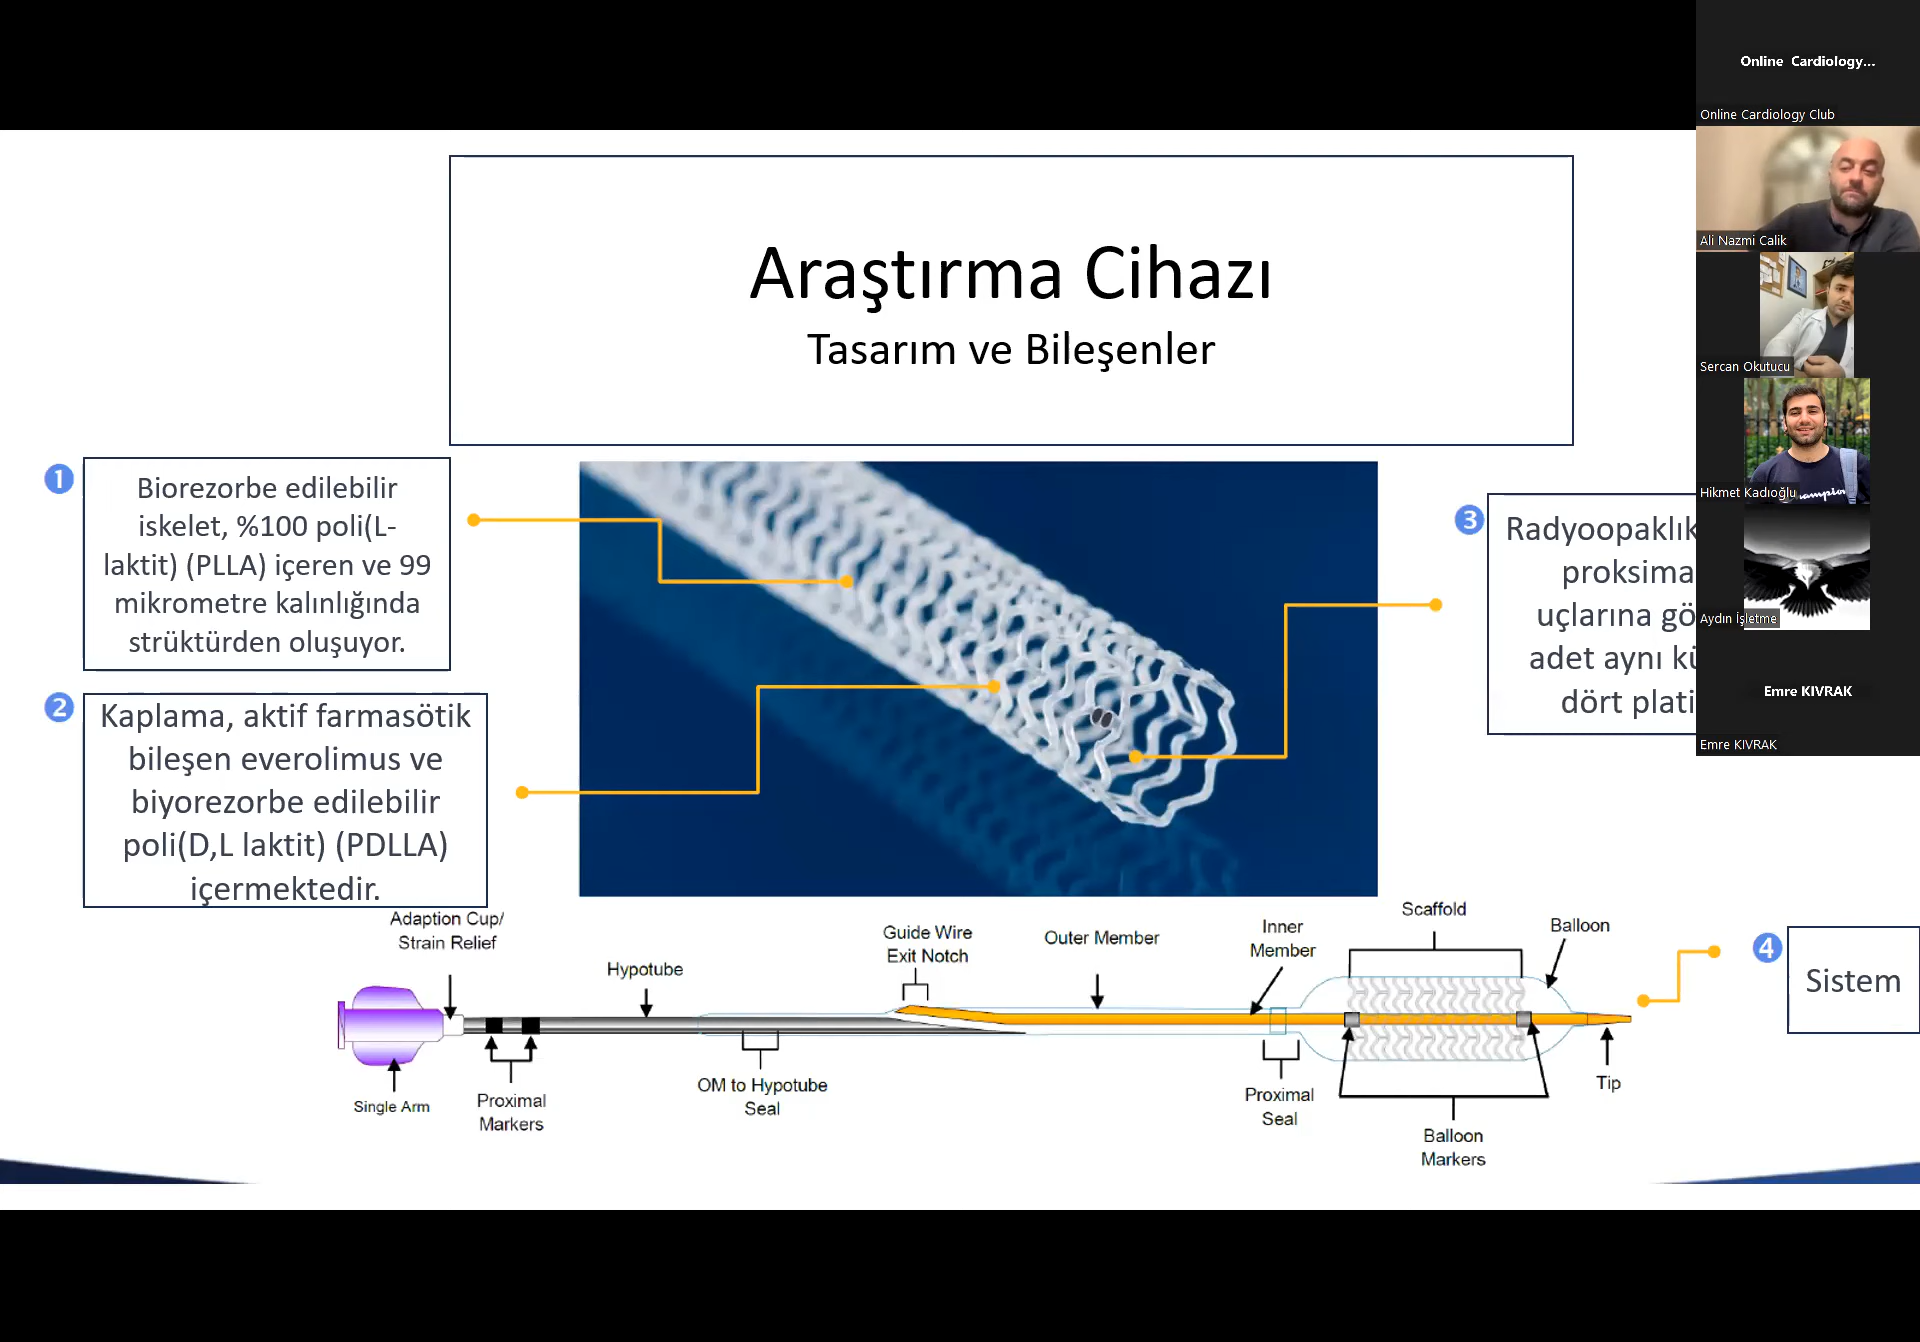 Online Cardiology...
Online Cardiology Club
Ali Nazmi Calik
Sercan Okutucu
Hikmet Kadıoğlu
Aydın İşletme
Emre KIVRAK
Emre KIVRAK
Araştırma Cihazı
Tasarım ve Bileşenler
1
Biorezorbe edilebilir
iskelet, %100 poli(L-
laktit) (PLLA) içeren ve 99
mikrometre kalınlığında
strüktürden oluşuyor.
2
Kaplama, aktif farmasötik
bileşen everolimus ve
biyorezorbe edilebilir
poli(D,L laktit) (PDLLA)
içermektedir.
3
Radyoopaklık
proksima
uçlarına gö
adet aynı kü
dört plati
4
Sistem
Adaption Cup/
Strain Relief
Hypotube
Guide Wire
Exit Notch
Outer Member
Inner
Member
Scaffold
Balloon
Single Arm
Proximal
Markers
OM to Hypotube
Seal
Proximal
Seal
Balloon
Markers
Tip